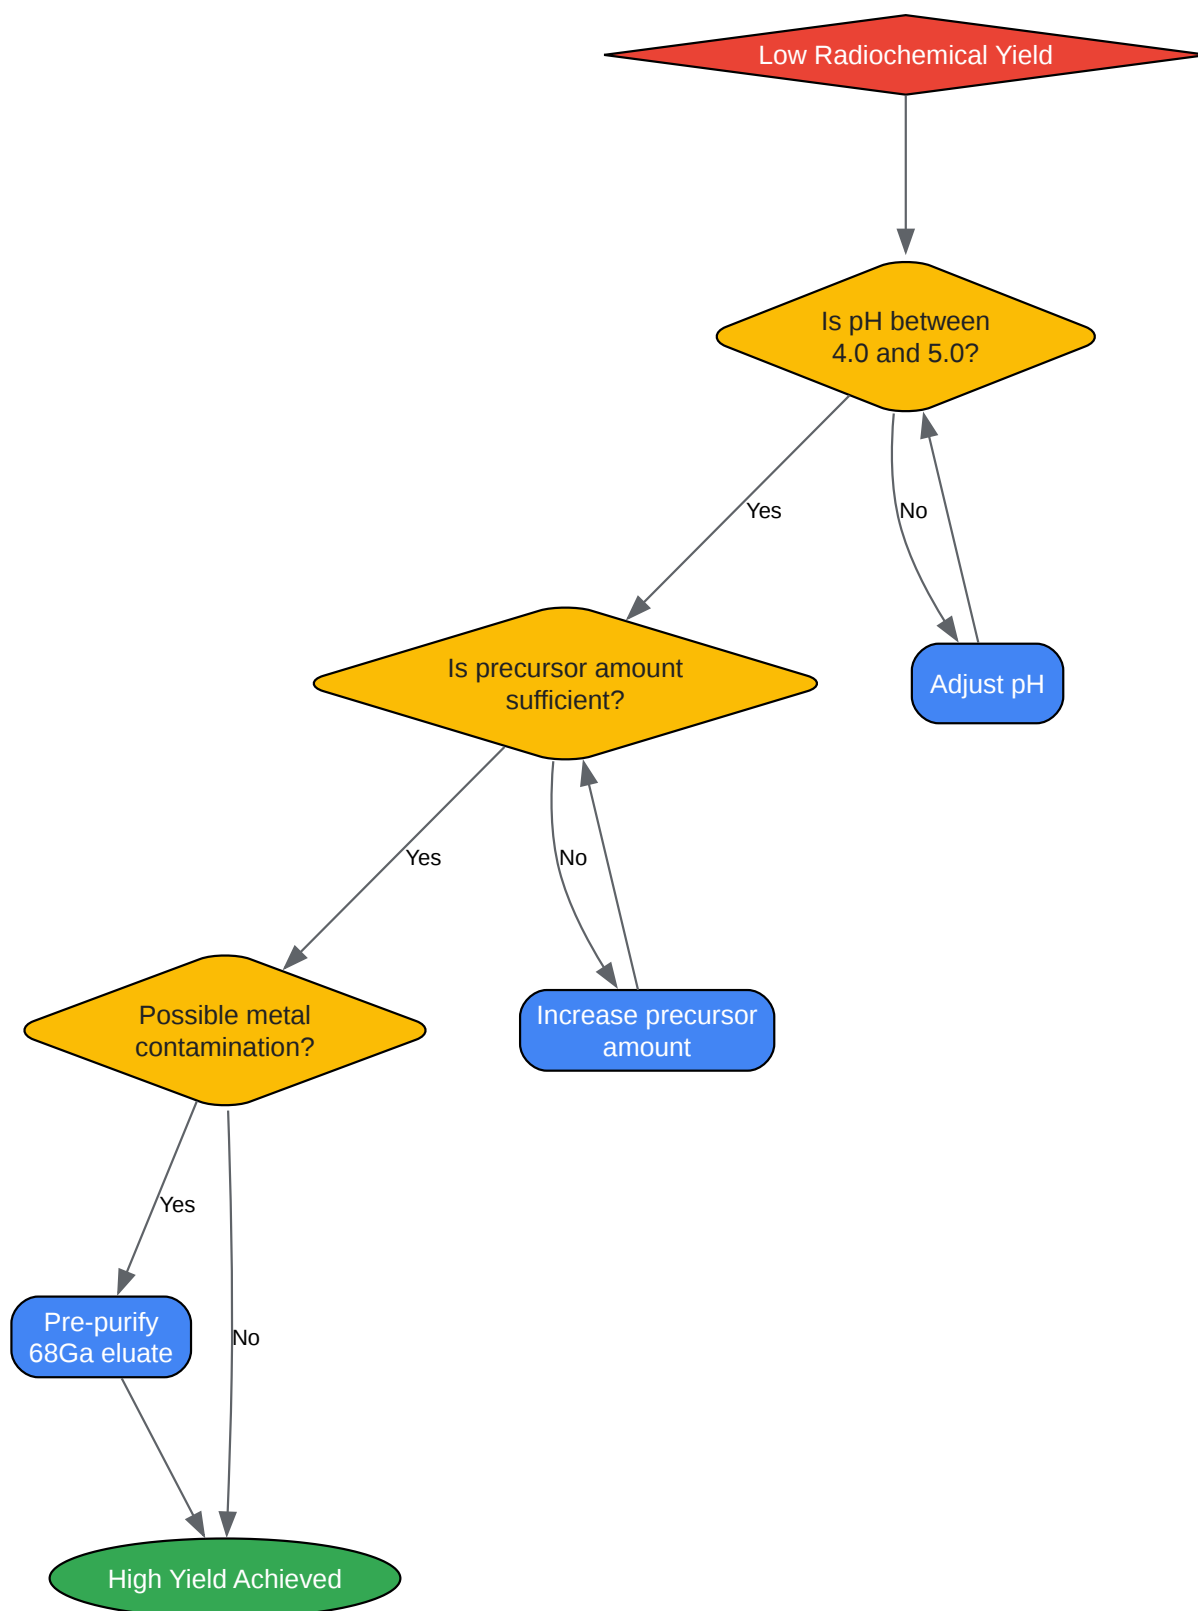 Low Radiochemical Yield
Is pH between
4.0 and 5.0?
Yes
No
Is precursor amount
sufficient?
Adjust pH
Yes
No
Possible metal
contamination?
Increase precursor
amount
Yes
Pre-purify
68Ga eluate
No
High Yield Achieved